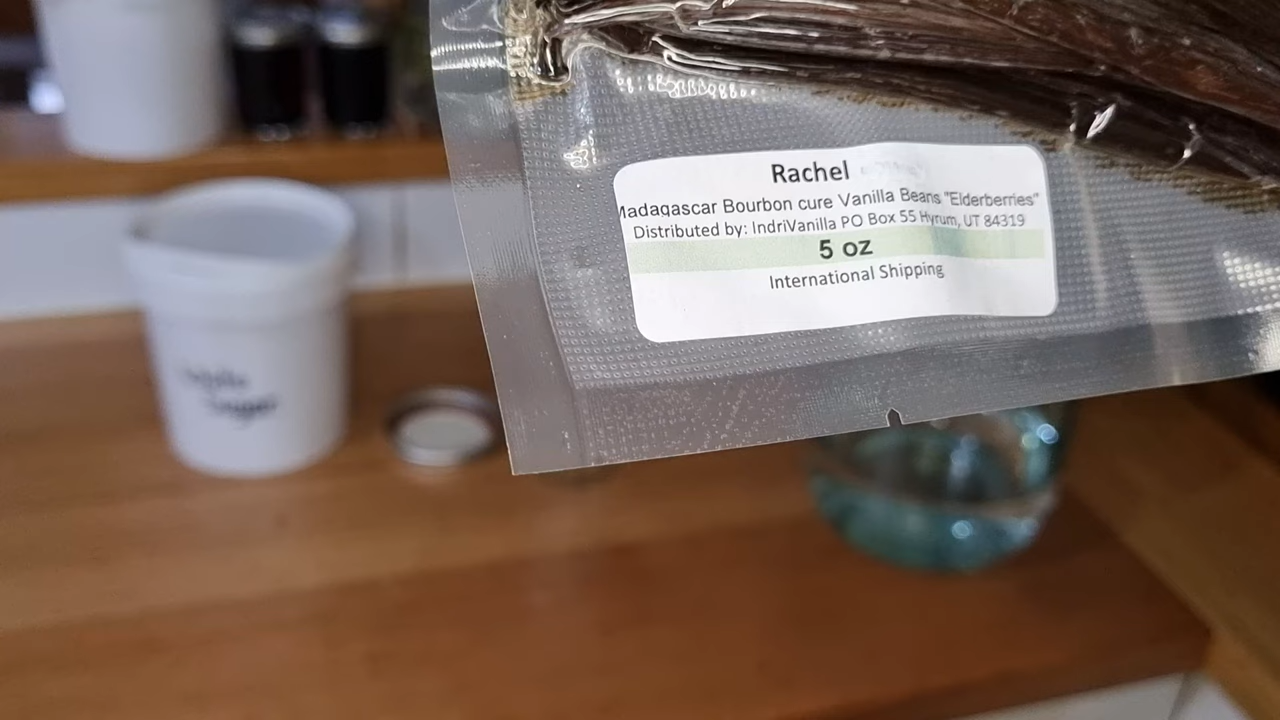 Rachel
Madagascar Bourbon cure Vanilla Beans "Elderberries"
Distributed by: IndriVanilla PO Box 55 Hyrum, UT 84319
5 oz
International Shipping
Sugar